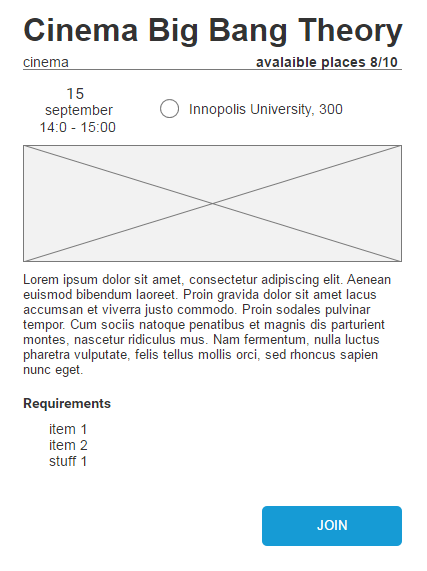 Cinema Big Bang Theory
cinema avalaible places 8/10
15
september
14:0 - 15:00
Innopolis University, 300
Lorem ipsum dolor sit amet, consectetur adipiscing elit. Aenean
euismod bibendum laoreet. Proin gravida dolor sit amet lacus
accumsan et viverra justo commodo. Proin sodales pulvinar
tempor. Cum sociis natoque penatibus et magnis dis parturient
montes, nascetur ridiculus mus. Nam fermentum, nulla luctus
pharetra vulputate, felis tellus mollis orci, sed rhoncus sapien
nunc eget.
Requirements
item 1
item 2
stuff 1
JOIN